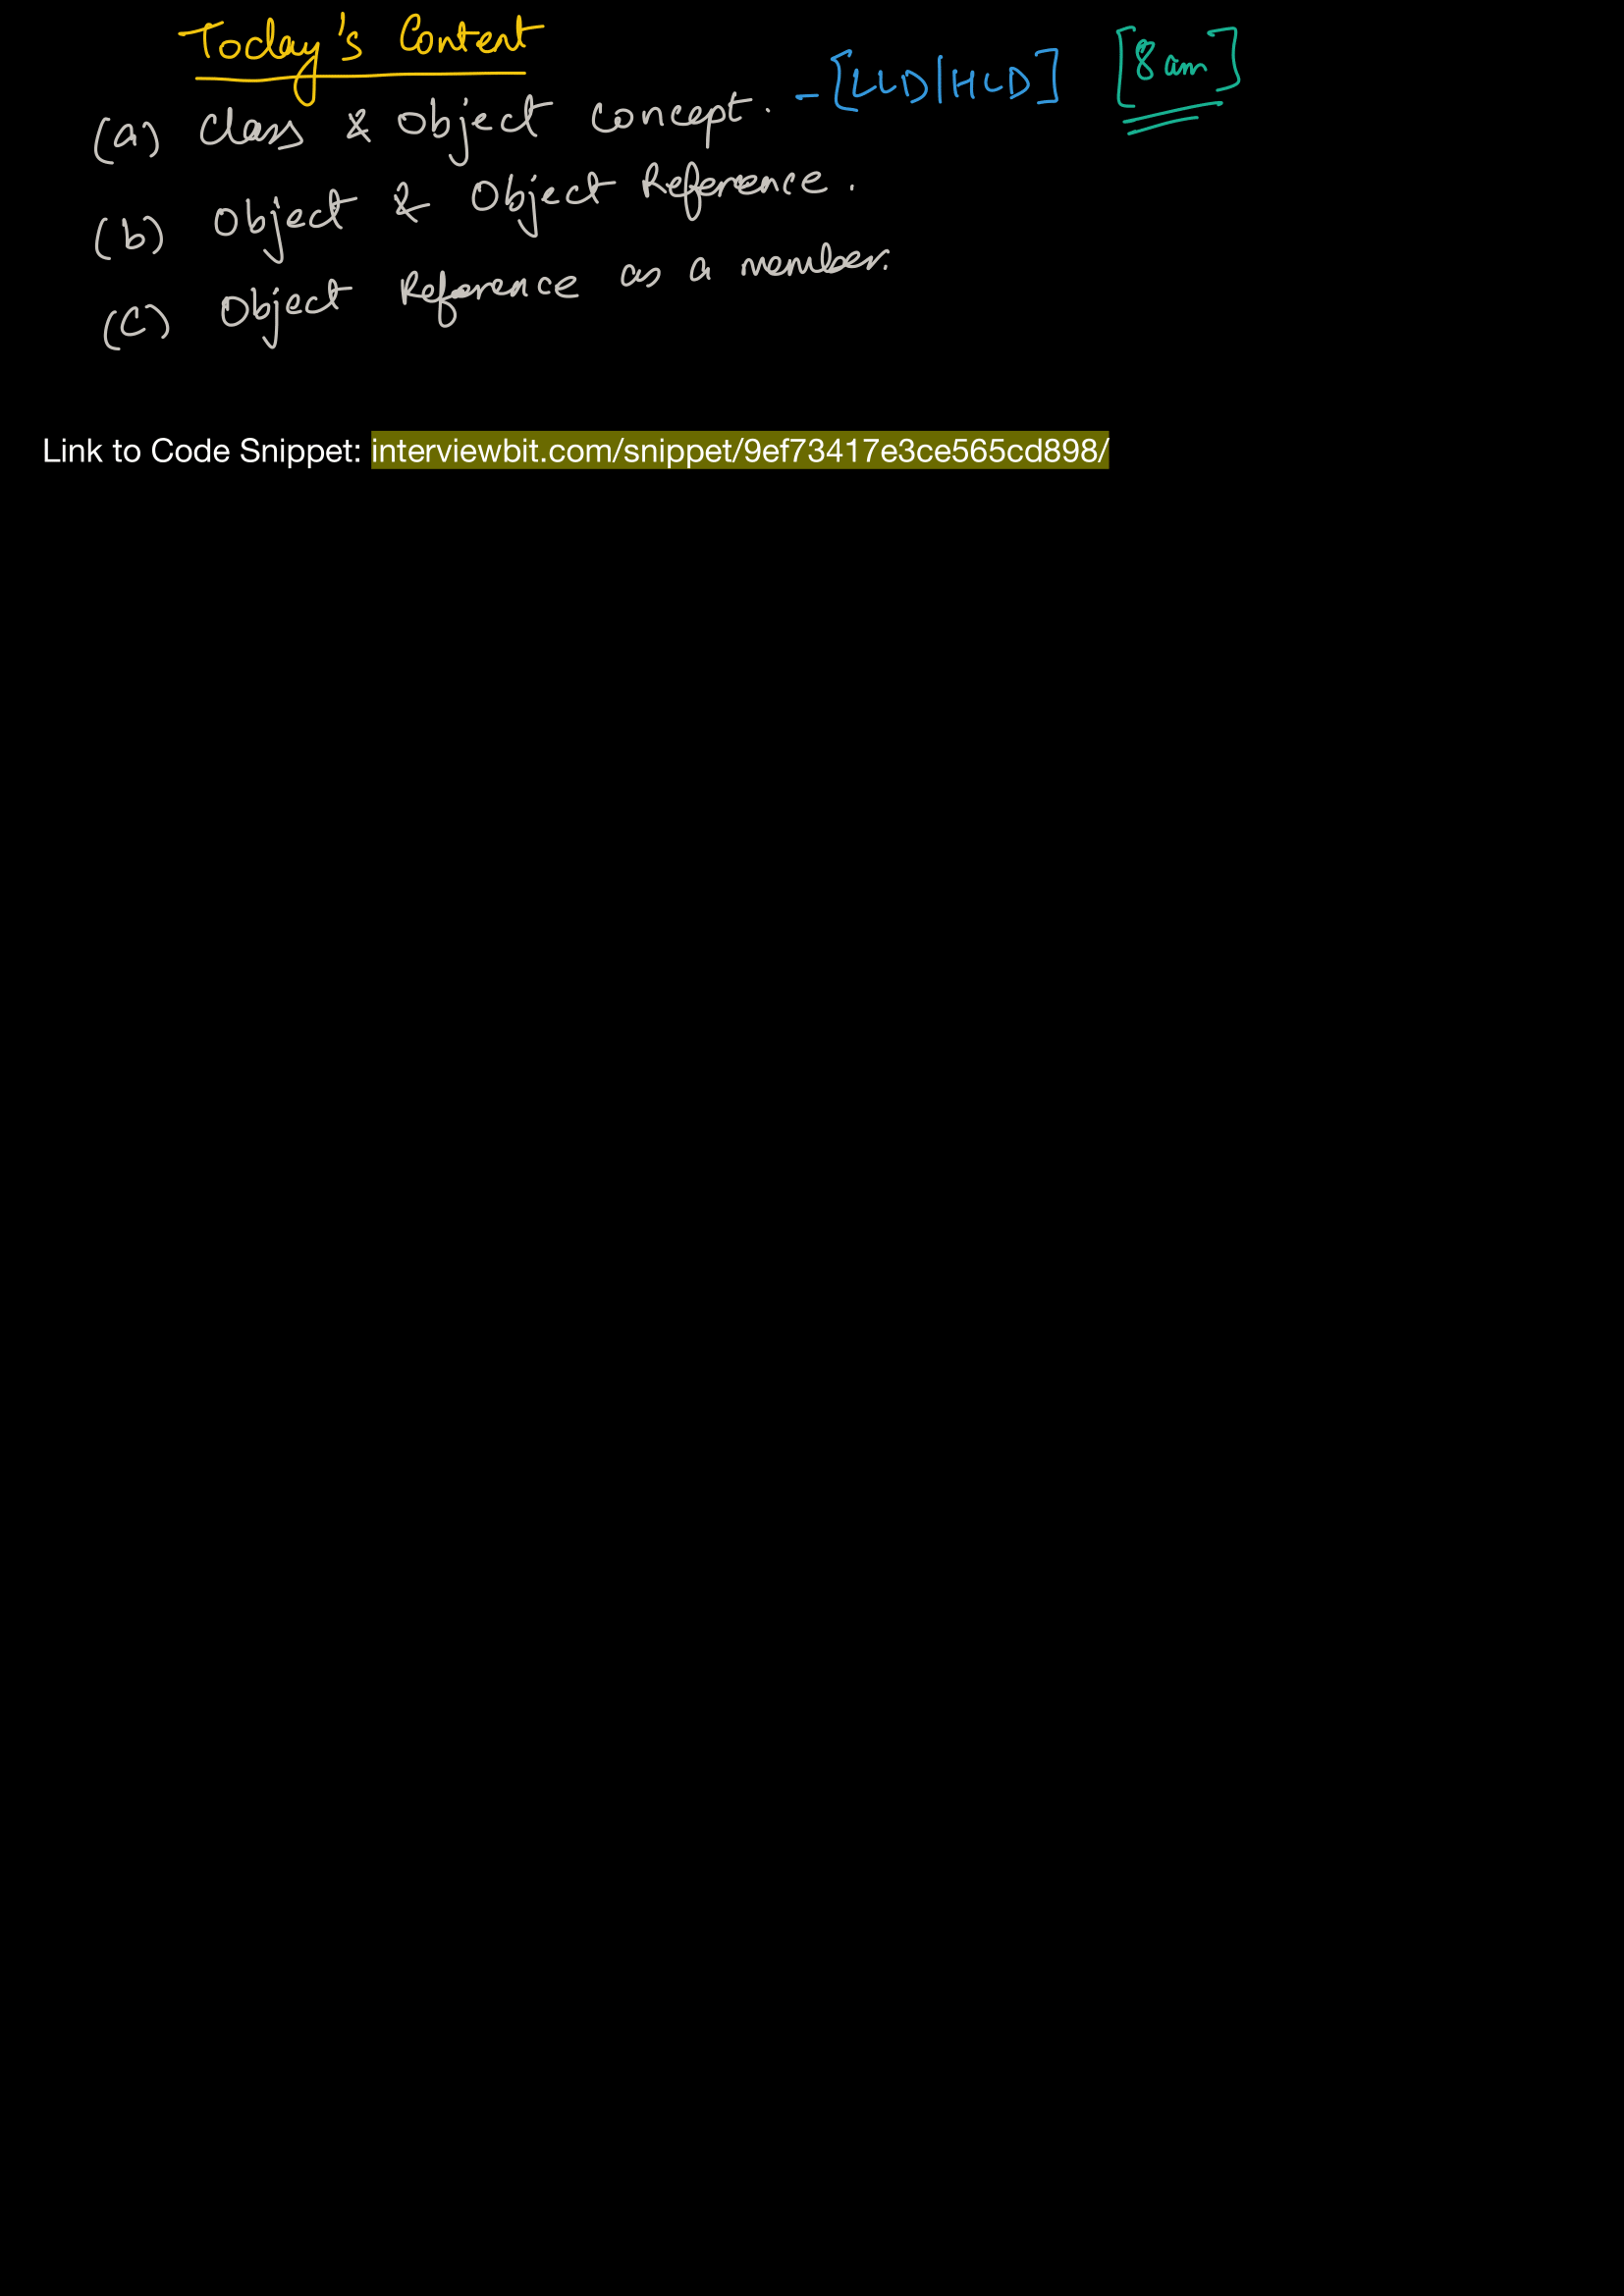 Today's Content
(a) Class & Object Concept. - [LLD|HLD] [8 am]
(b) Object & Object Reference.
(c) Object Reference as a member.
Link to Code Snippet: interviewbit.com/snippet/9ef73417e3ce565cd898/